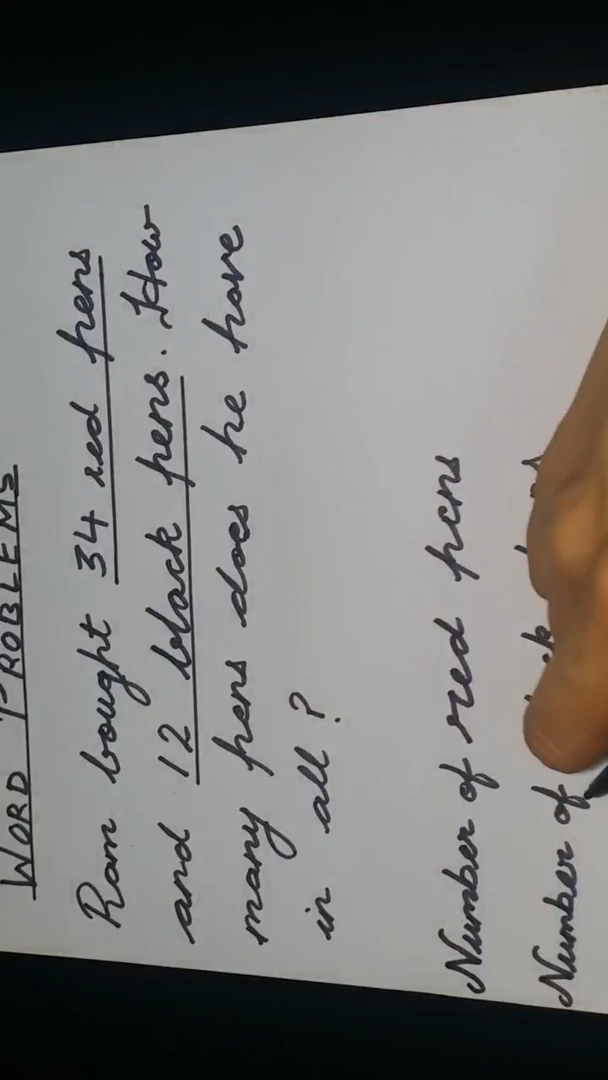 WORD PROBLEMS
Ram bought 34 red pens
and 12 black pens. How
many pens does he have
in all?
Number of red pens
Number of